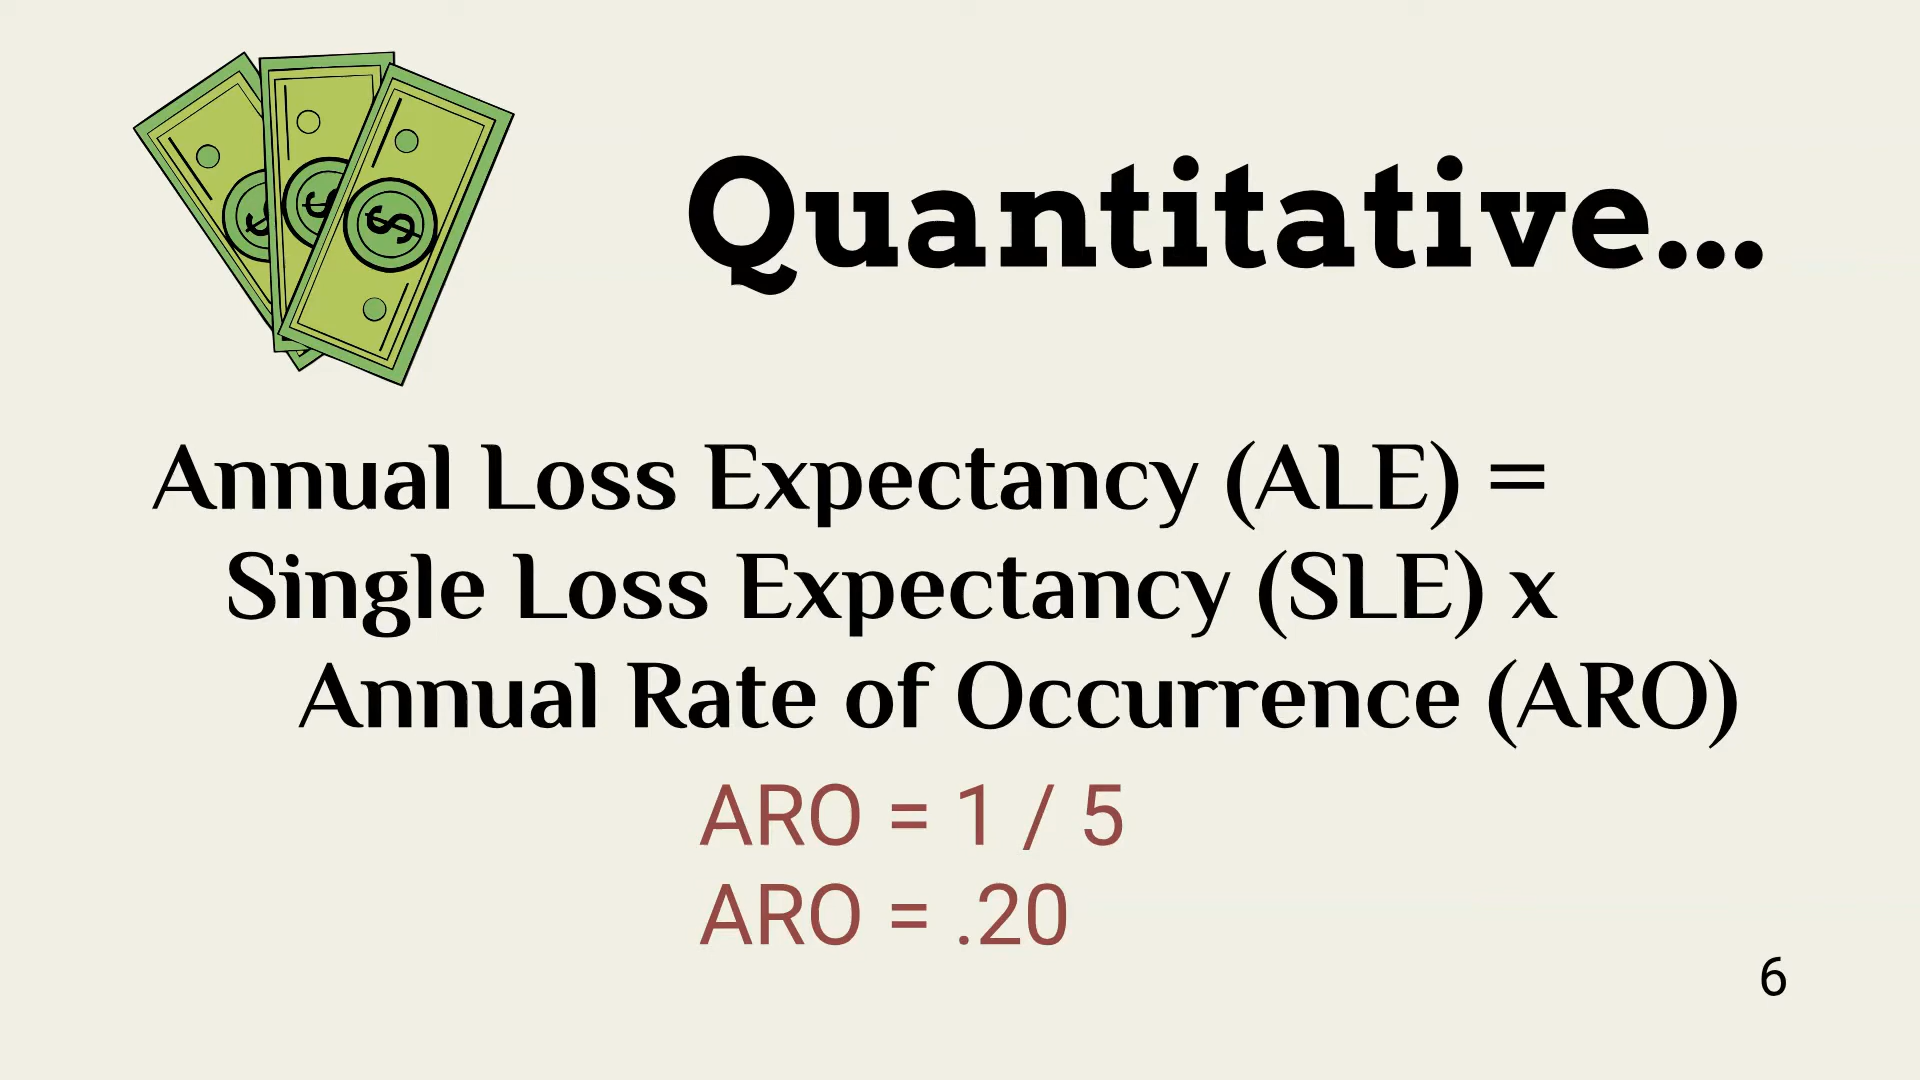 Quantitative...
Annual Loss Expectancy (ALE) =
Single Loss Expectancy (SLE) x
Annual Rate of Occurrence (ARO)
ARO = 1 / 5
ARO = .20
6